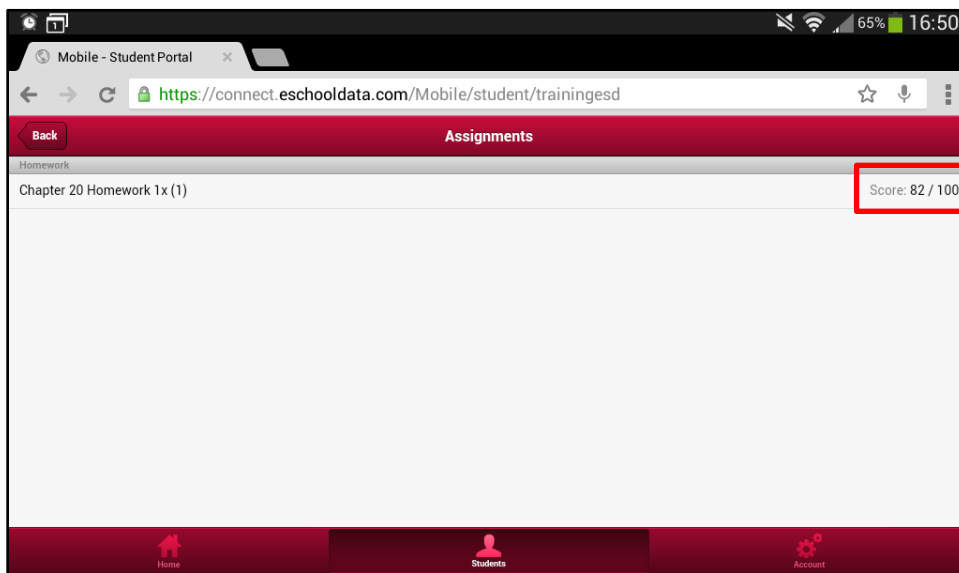 1 65% 16:50
Mobile - Student Portal
https://connect.eschooldata.com/Mobile/student/trainingesd
Back Assignments
Homework
Chapter 20 Homework 1x (1) Score: 82 / 100
Home Students Account